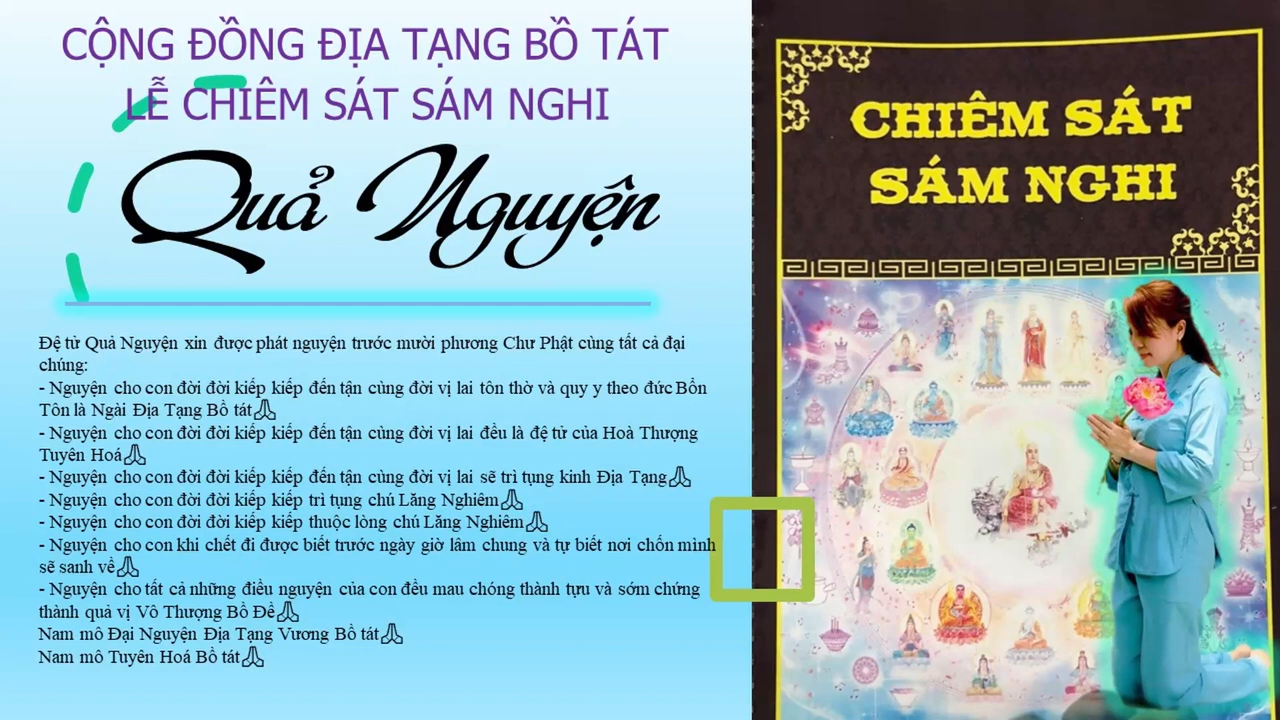 CỘNG ĐỒNG ĐỊA TẠNG BỒ TÁT
LỄ CHIÊM SÁT SÁM NGHI
Quả Nguyện
Đệ tử Quả Nguyện xin được phát nguyện trước mười phương Chư Phật cùng tất cả đại
chúng:
- Nguyện cho con đời đời kiếp kiếp đến tận cùng đời vị lai tôn thờ và quy y theo đức Bổn
Tôn là Ngài Địa Tạng Bồ tát🙏
- Nguyện cho con đời đời kiếp kiếp đến tận cùng đời vị lai đều là đệ tử của Hoà Thượng
Tuyên Hoá🙏
- Nguyện cho con đời đời kiếp kiếp đến tận cùng đời vị lai sẽ trì tụng kinh Địa Tạng🙏
- Nguyện cho con đời đời kiếp kiếp trì tụng chú Lăng Nghiêm🙏
- Nguyện cho con đời đời kiếp kiếp thuộc lòng chú Lăng Nghiêm🙏
- Nguyện cho con khi chết đi được biết trước ngày giờ lâm chung và tự biết nơi chốn mình
sẽ sanh về🙏
- Nguyện cho tất cả những điều nguyện của con đều mau chóng thành tựu và sớm chứng
thành quả vị Vô Thượng Bồ Đề🙏
Nam mô Đại Nguyện Địa Tạng Vương Bồ tát🙏
Nam mô Tuyên Hoá Bồ tát🙏
CHIÊM SÁT
SÁM NGHI